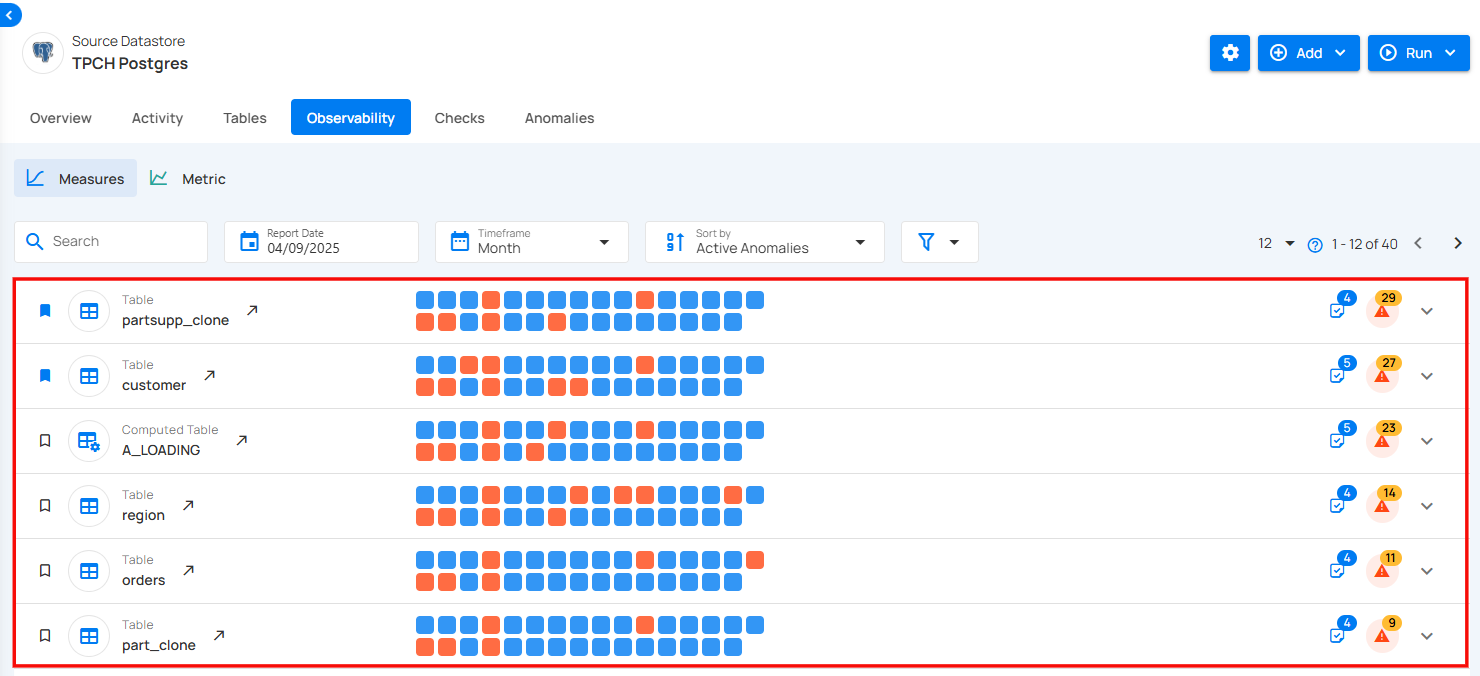 Source Datastore
TPCH Postgres
Add
Run
Overview Activity Tables Observability Checks Anomalies
Measures Metric
Search
Report Date
04/09/2025
Timeframe
Month
Sort by
Active Anomalies
12
1 - 12 of 40
Table
partsupp_clone
4 29
Table
customer
5 27
Computed Table
A_LOADING
5 23
Table
region
4 14
Table
orders
4 11
Table
part_clone
4 9